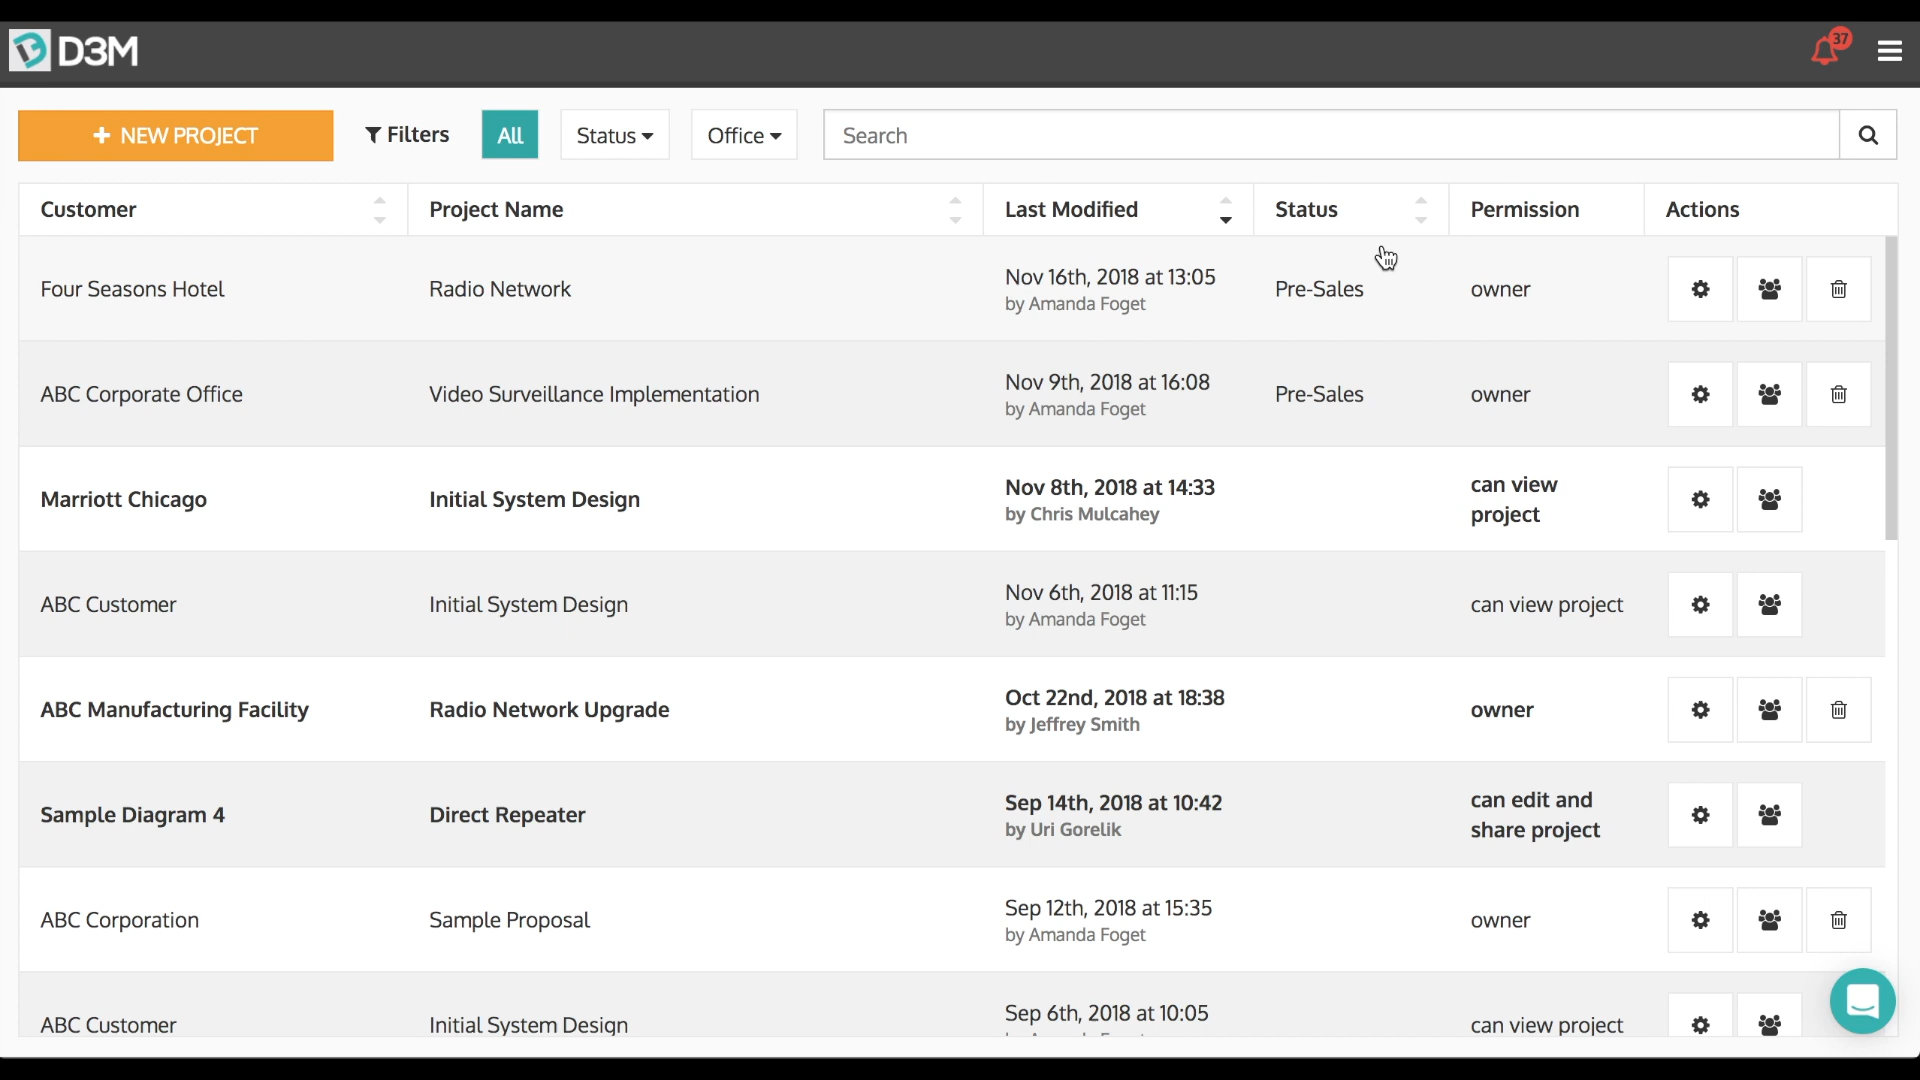 D3M
37
NEW PROJECT
Filters
All
Status
Office
Search
Customer
Project Name
Last Modified
Status
Permission
Actions
Four Seasons Hotel
Radio Network
Nov 16th, 2018 at 13:05
by Amanda Foget
Pre-Sales
owner
ABC Corporate Office
Video Surveillance Implementation
Nov 9th, 2018 at 16:08
by Amanda Foget
Pre-Sales
owner
Marriott Chicago
Initial System Design
Nov 8th, 2018 at 14:33
by Chris Mulcahey
can view
project
ABC Customer
Initial System Design
Nov 6th, 2018 at 11:15
by Amanda Foget
can view project
ABC Manufacturing Facility
Radio Network Upgrade
Oct 22nd, 2018 at 18:38
by Jeffrey Smith
owner
Sample Diagram 4
Direct Repeater
Sep 14th, 2018 at 10:42
by Uri Gorelik
can edit and
share project
ABC Corporation
Sample Proposal
Sep 12th, 2018 at 15:35
by Amanda Foget
owner
ABC Customer
Initial System Design
Sep 6th, 2018 at 10:05
can view project